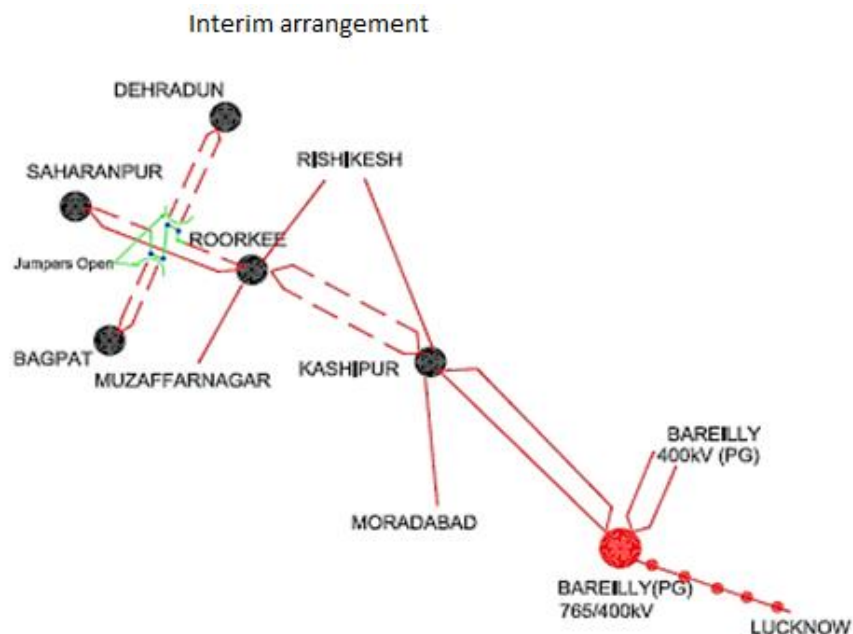 Interim arrangement
DEHRADUN
RISHIKESH
SAHARANPUR
ROORKEE
Jumpers Open
BAGPAT
MUZAFFARNAGAR
KASHIPUR
BAREILLY
400kV (PG)
MORADABAD
BAREILLY(PG)
765/400kV
LUCKNOW